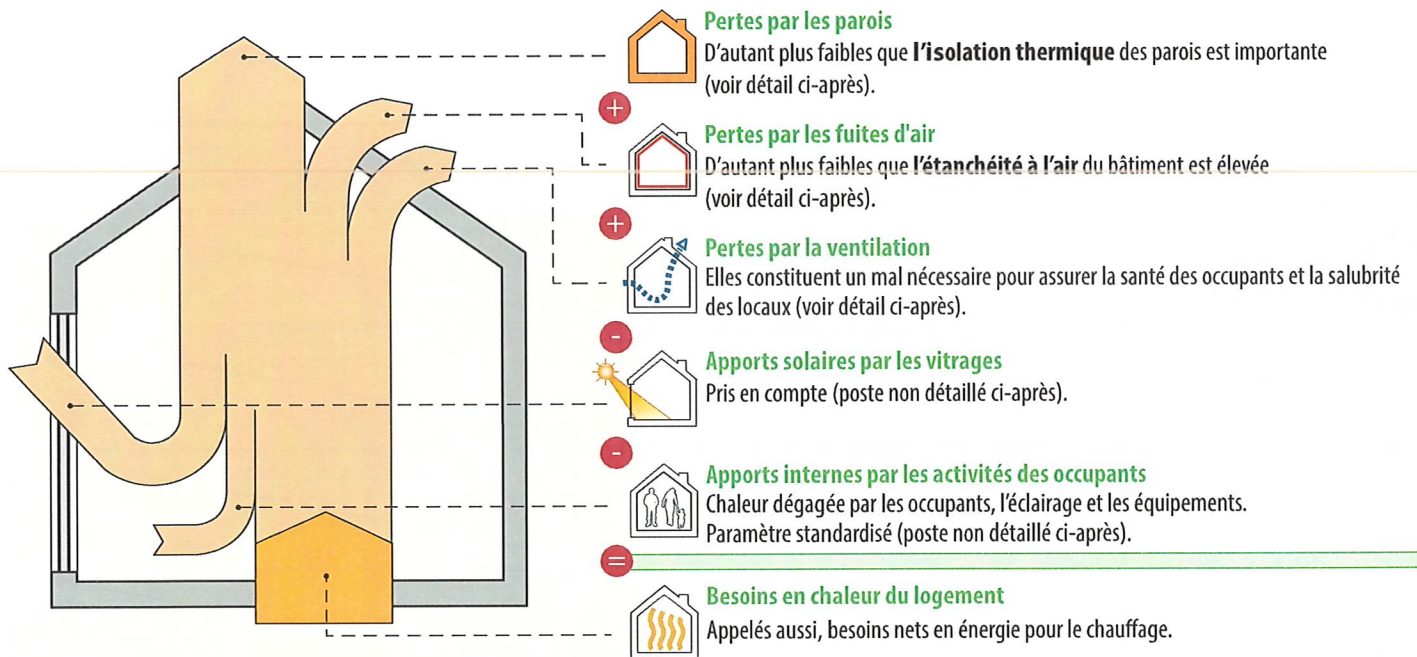 Pertes par les parois
D'autant plus faibles que l'isolation thermique des parois est importante
(voir détail ci-après).
+
Pertes par les fuites d'air
D'autant plus faibles que l'étanchéité à l'air du bâtiment est élevée
(voir détail ci-après).
+
Pertes par la ventilation
Elles constituent un mal nécessaire pour assurer la santé des occupants et la salubrité
des locaux (voir détail ci-après).
-
Apports solaires par les vitrages
Pris en compte (poste non détaillé ci-après).
-
Apports internes par les activités des occupants
Chaleur dégagée par les occupants, l'éclairage et les équipements.
Paramètre standardisé (poste non détaillé ci-après).
=
Besoins en chaleur du logement
Appelés aussi, besoins nets en énergie pour le chauffage.